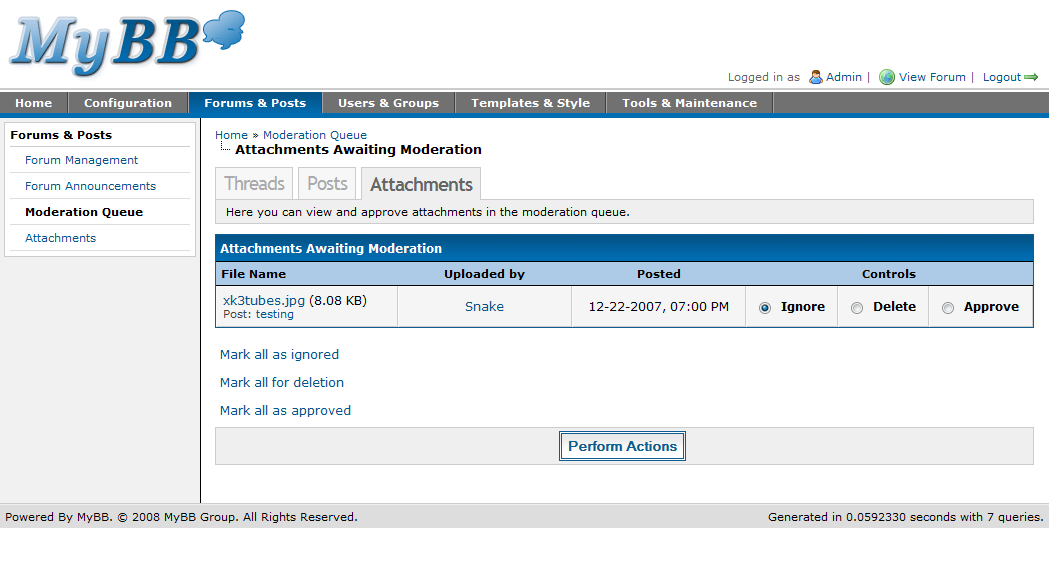 MyBB
Logged in as Admin | View Forum | Logout
Home Configuration Forums & Posts Users & Groups Templates & Style Tools & Maintenance
Forums & Posts
Forum Management
Forum Announcements
Moderation Queue
Attachments
Home » Moderation Queue
Attachments Awaiting Moderation
Threads Posts Attachments
Here you can view and approve attachments in the moderation queue.
Attachments Awaiting Moderation
File Name Uploaded by Posted Controls
xk3tubes.jpg (8.08 KB) Snake 12-22-2007, 07:00 PM Ignore Delete Approve
Post: testing
Mark all as ignored
Mark all for deletion
Mark all as approved
Perform Actions
Powered By MyBB. © 2008 MyBB Group. All Rights Reserved. Generated in 0.0592330 seconds with 7 queries.